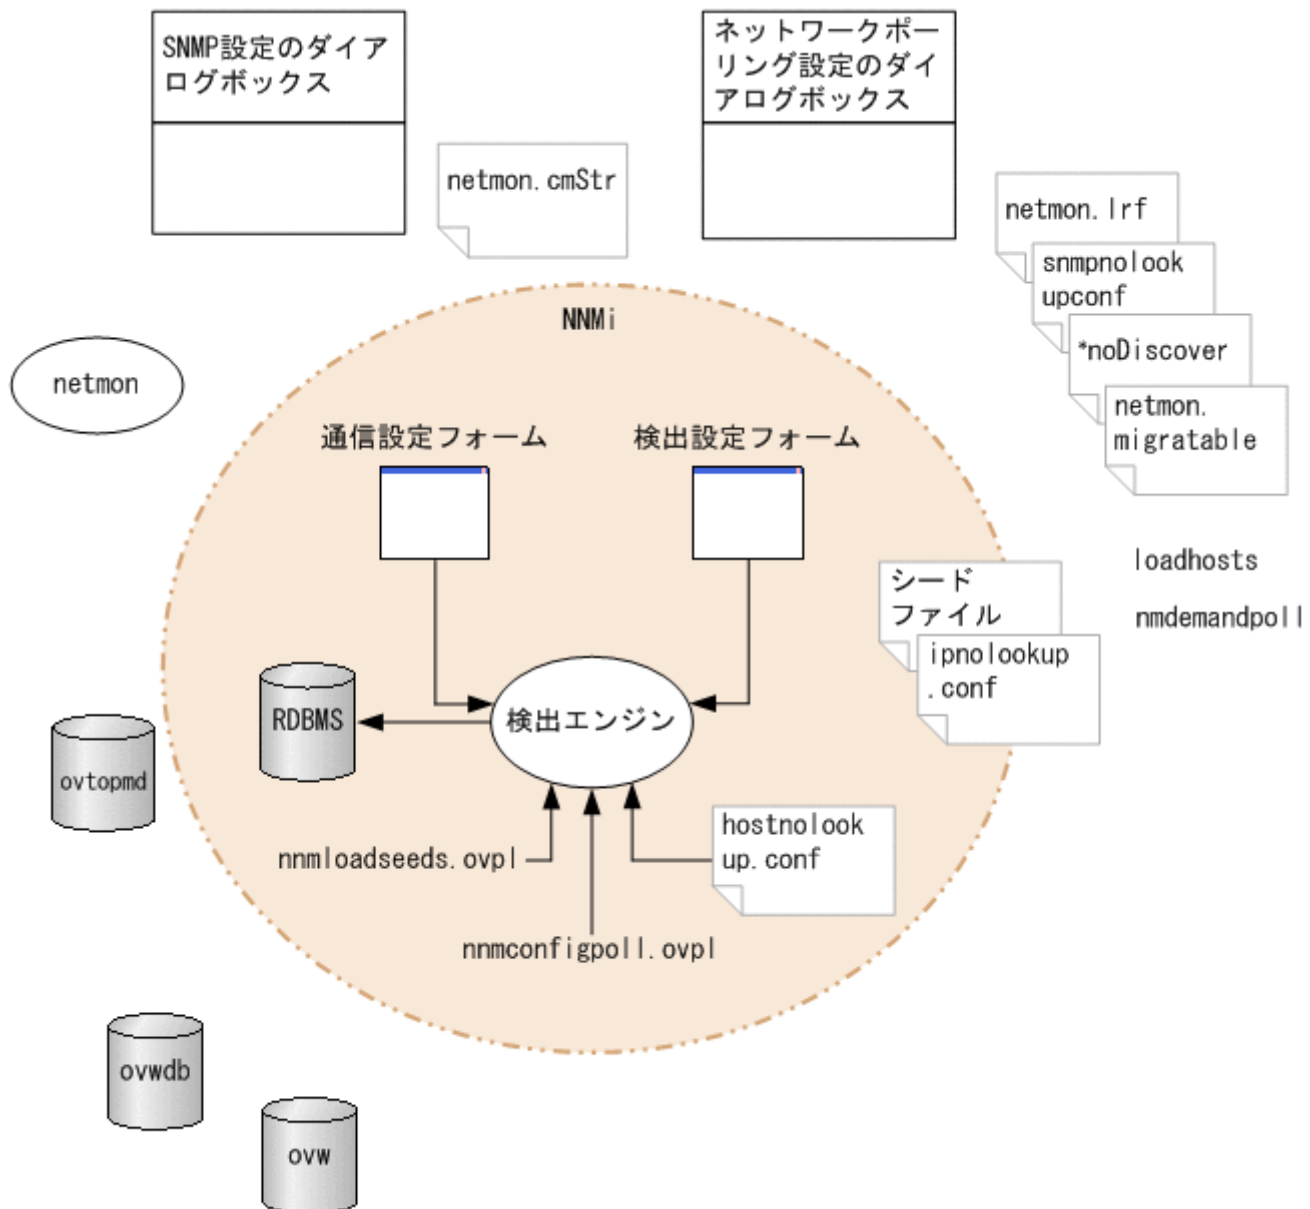 SNMP設定のダイア
ログボックス
ネットワークポー
リング設定のダイ
アログボックス
netmon.cmStr
netmon.lrf
snmpnolook
upconf
*noDiscover
netmon.
migratable
NNMi
netmon
通信設定フォーム
検出設定フォーム
loadhosts
nmdemandpoll
シード
ファイル
ipnolookup
.conf
RDBMS
検出エンジン
ovtopmd
hostnolook
up.conf
nnmloadseeds.ovpl
nnmconfigpoll.ovpl
ovwdb
ovw